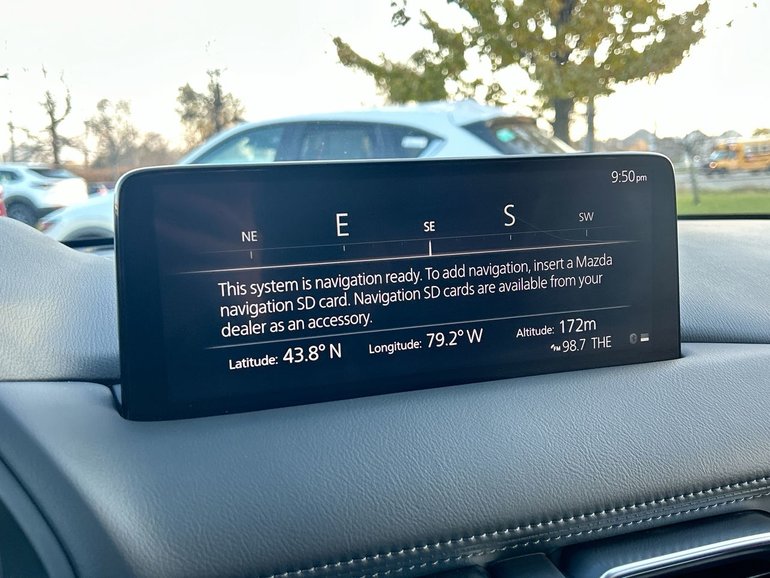 9:50pm
NE E SE S SW
This system is navigation ready. To add navigation, insert a Mazda
navigation SD card. Navigation SD cards are available from your
dealer as an accessory.
Latitude: 43.8° N Longitude: 79.2° W Altitude: 172m
FM 98.7 THE